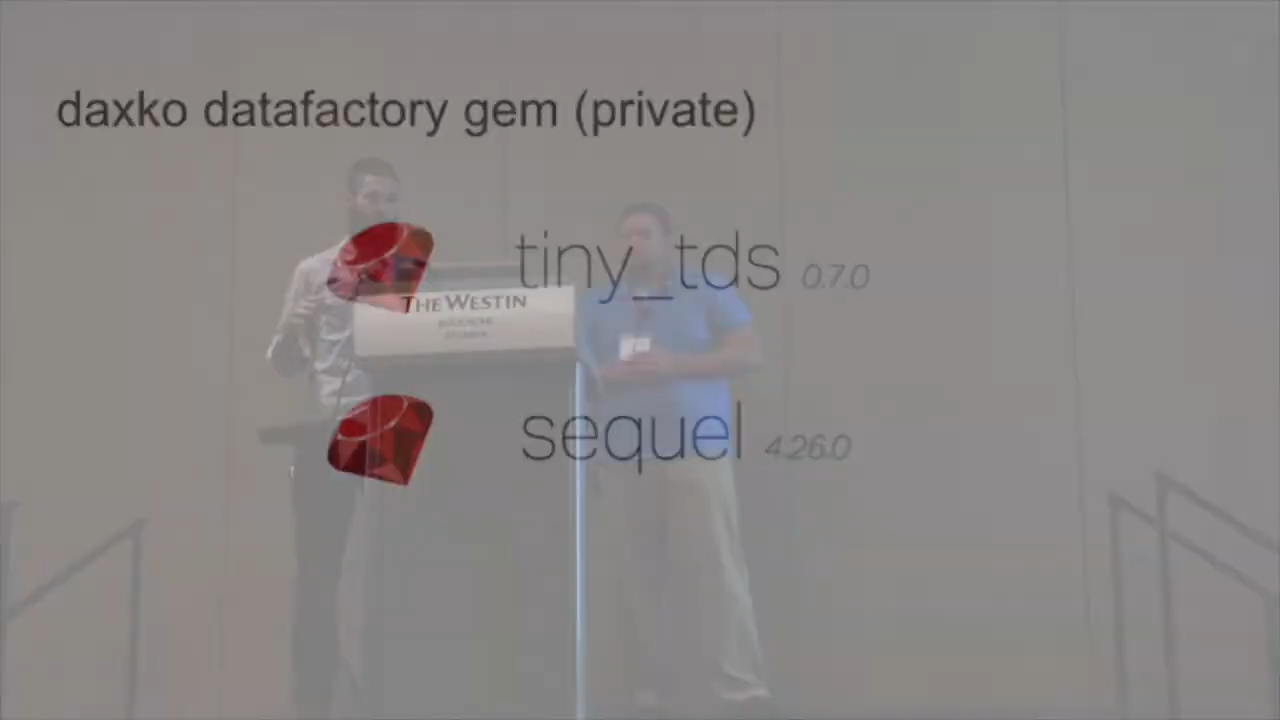 daxko datafactory gem (private)
tiny_tds 0.7.0
THE WESTIN
sequel 4.26.0